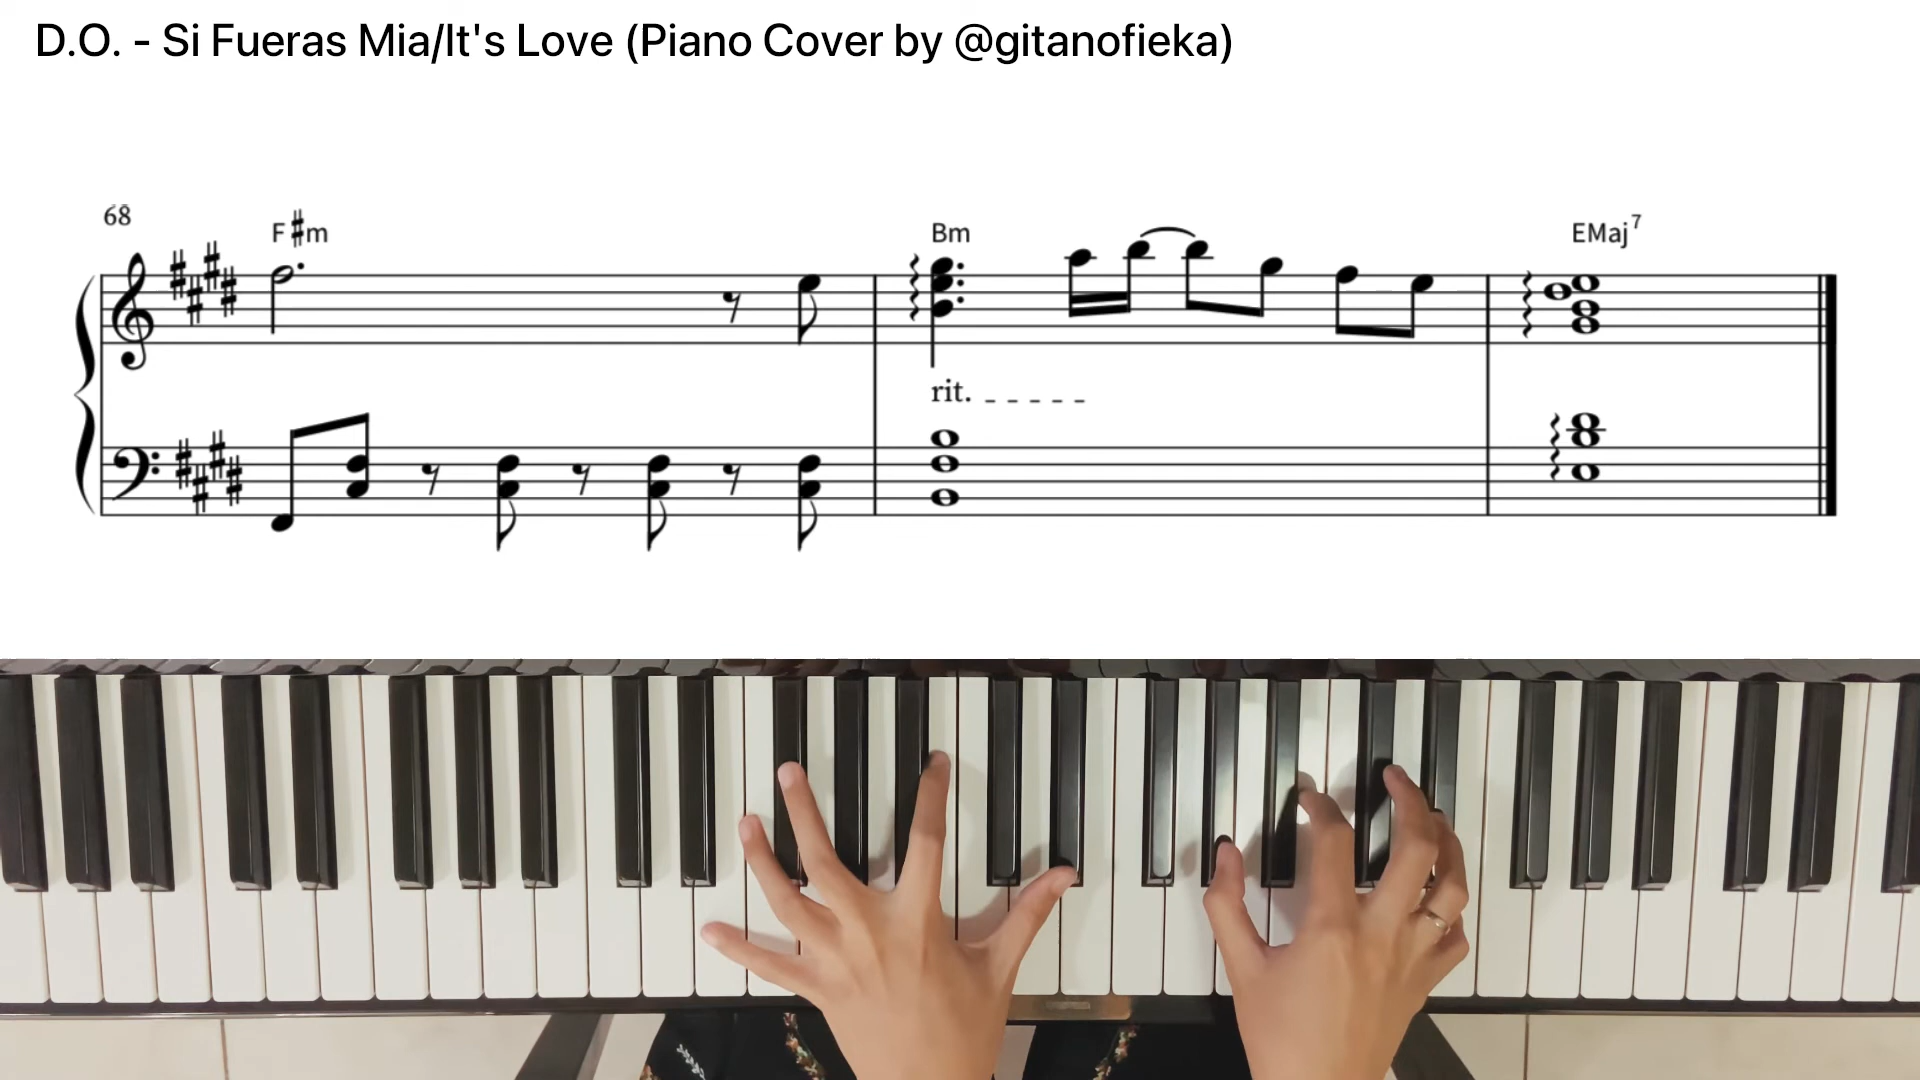 D.O. - Si Fueras Mia/It's Love (Piano Cover by @gitanofieka)
68
F#m
Bm
EMaj7
rit. _ _ _ _ _